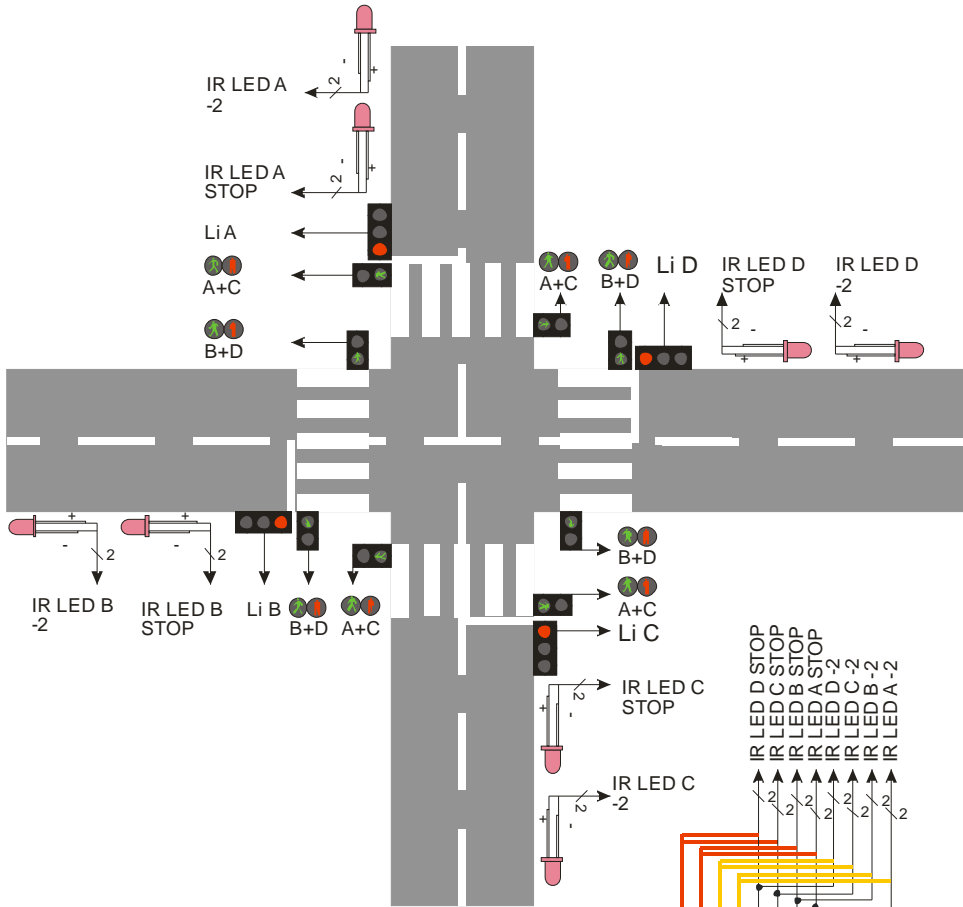 IR LED A
-2
-
+
2
IR LED A
STOP
-
+
2
Li A
A+C
B+D
A+C
B+D
Li D
IR LED D
STOP
IR LED D
-2
2
-
+
2
-
+
+
-
2
+
-
2
IR LED B
-2
IR LED B
STOP
Li B
B+D
A+C
B+D
A+C
Li C
IR LED C
STOP
2
+
-
IR LED C
-2
2
+
-
IR LED D STOP
IR LED C STOP
IR LED B STOP
IR LED A STOP
IR LED D -2
IR LED C -2
IR LED B -2
IR LED A -2
2
2
2
2
2
2
2
2